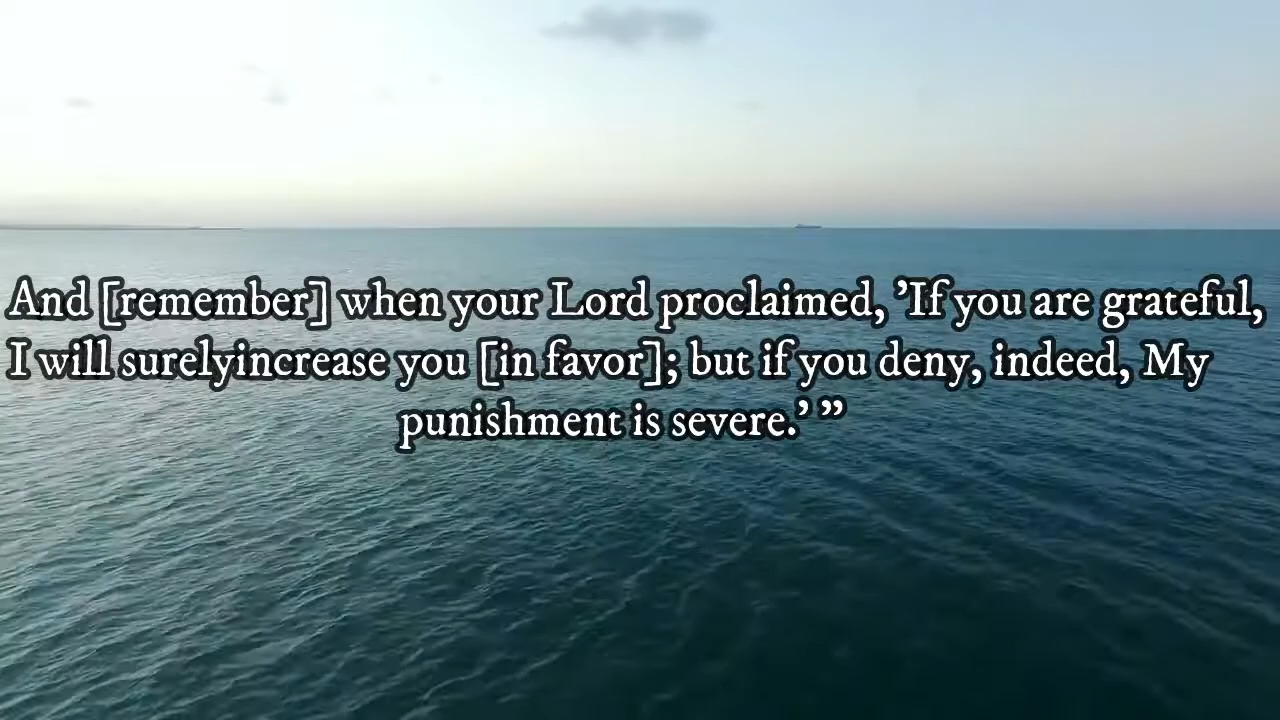 And [remember] when your Lord proclaimed, ’If you are grateful,
I will surelyincrease you [in favor]; but if you deny, indeed, My
punishment is severe.’ ”